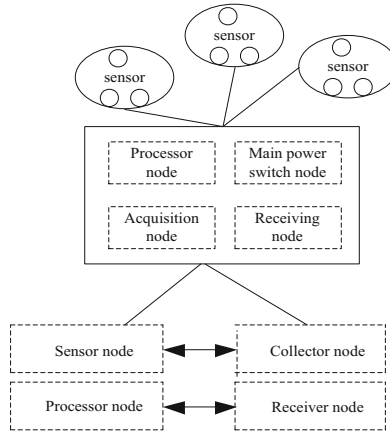 sensor
sensor
sensor
Processor
node
Main power
switch node
Acquisition
node
Receiving
node
Sensor node
Collector node
Processor node
Receiver node